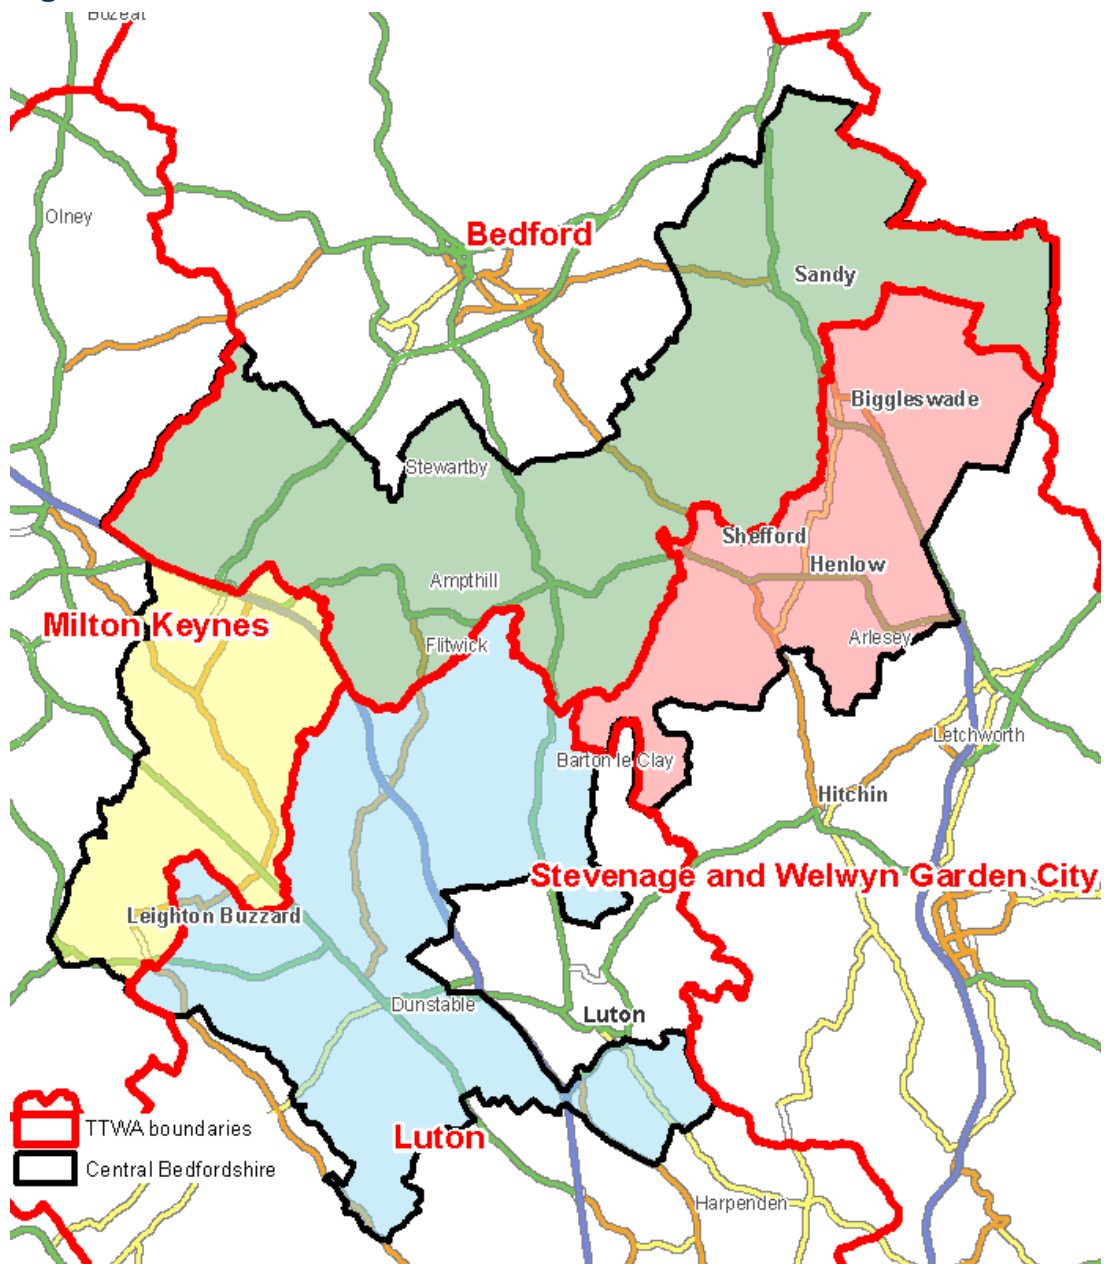 Bozeat
Olney
Bedford
Sandy
Biggleswade
Stewartby
Shefford
Henlow
Ampthill
Milton Keynes
Arlesey
Flitwick
Letchworth
Barton le Clay
Hitchin
Stevenage and Welwyn Garden City
Leighton Buzzard
Dunstable
Luton
TTWA boundaries
Luton
Central Bedfordshire
Harpenden